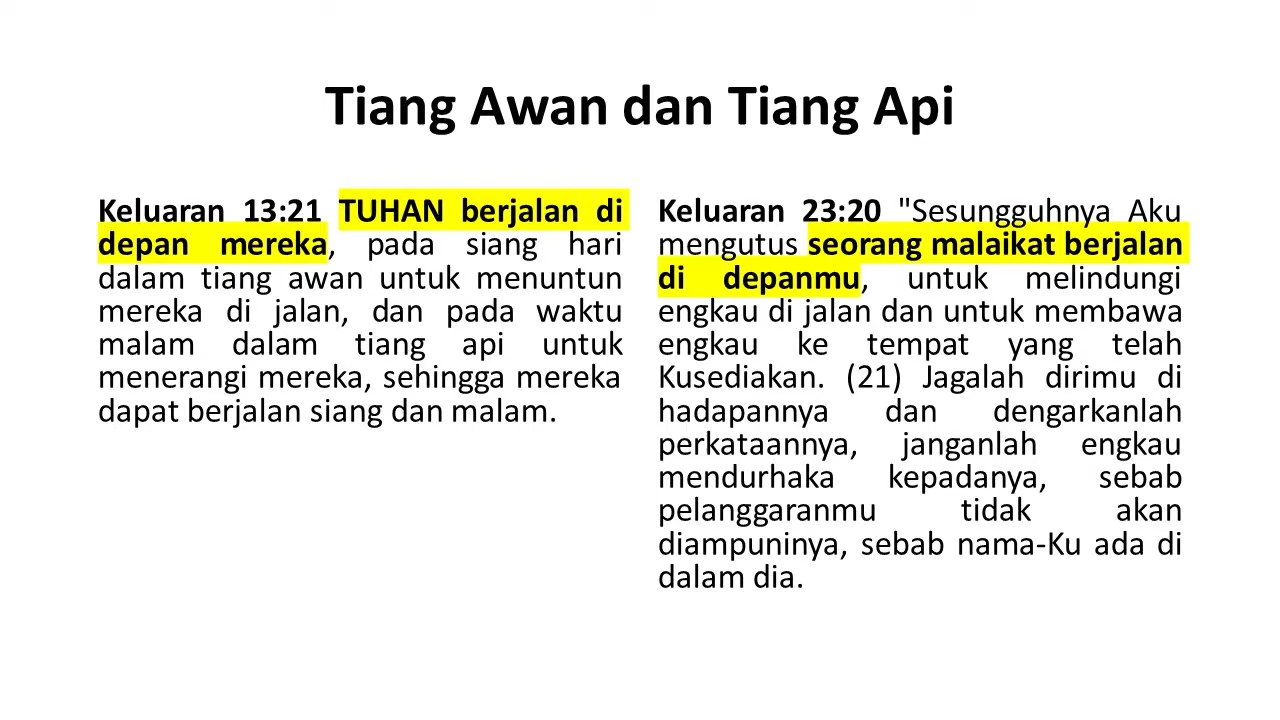 Tiang Awan dan Tiang Api
Keluaran 13:21 TUHAN berjalan di
depan mereka, pada siang hari
dalam tiang awan untuk menuntun
mereka di jalan, dan pada waktu
malam dalam tiang api untuk
menerangi mereka, sehingga mereka
dapat berjalan siang dan malam.
Keluaran 23:20 "Sesungguhnya Aku
mengutus seorang malaikat berjalan
di depanmu, untuk melindungi
engkau di jalan dan untuk membawa
engkau ke tempat yang telah
Kusediakan. (21) Jagalah dirimu di
hadapannya dan dengarkanlah
perkataannya, janganlah engkau
mendurhaka kepadanya, sebab
pelanggaranmu tidak akan
diampuninya, sebab nama-Ku ada di
dalam dia.